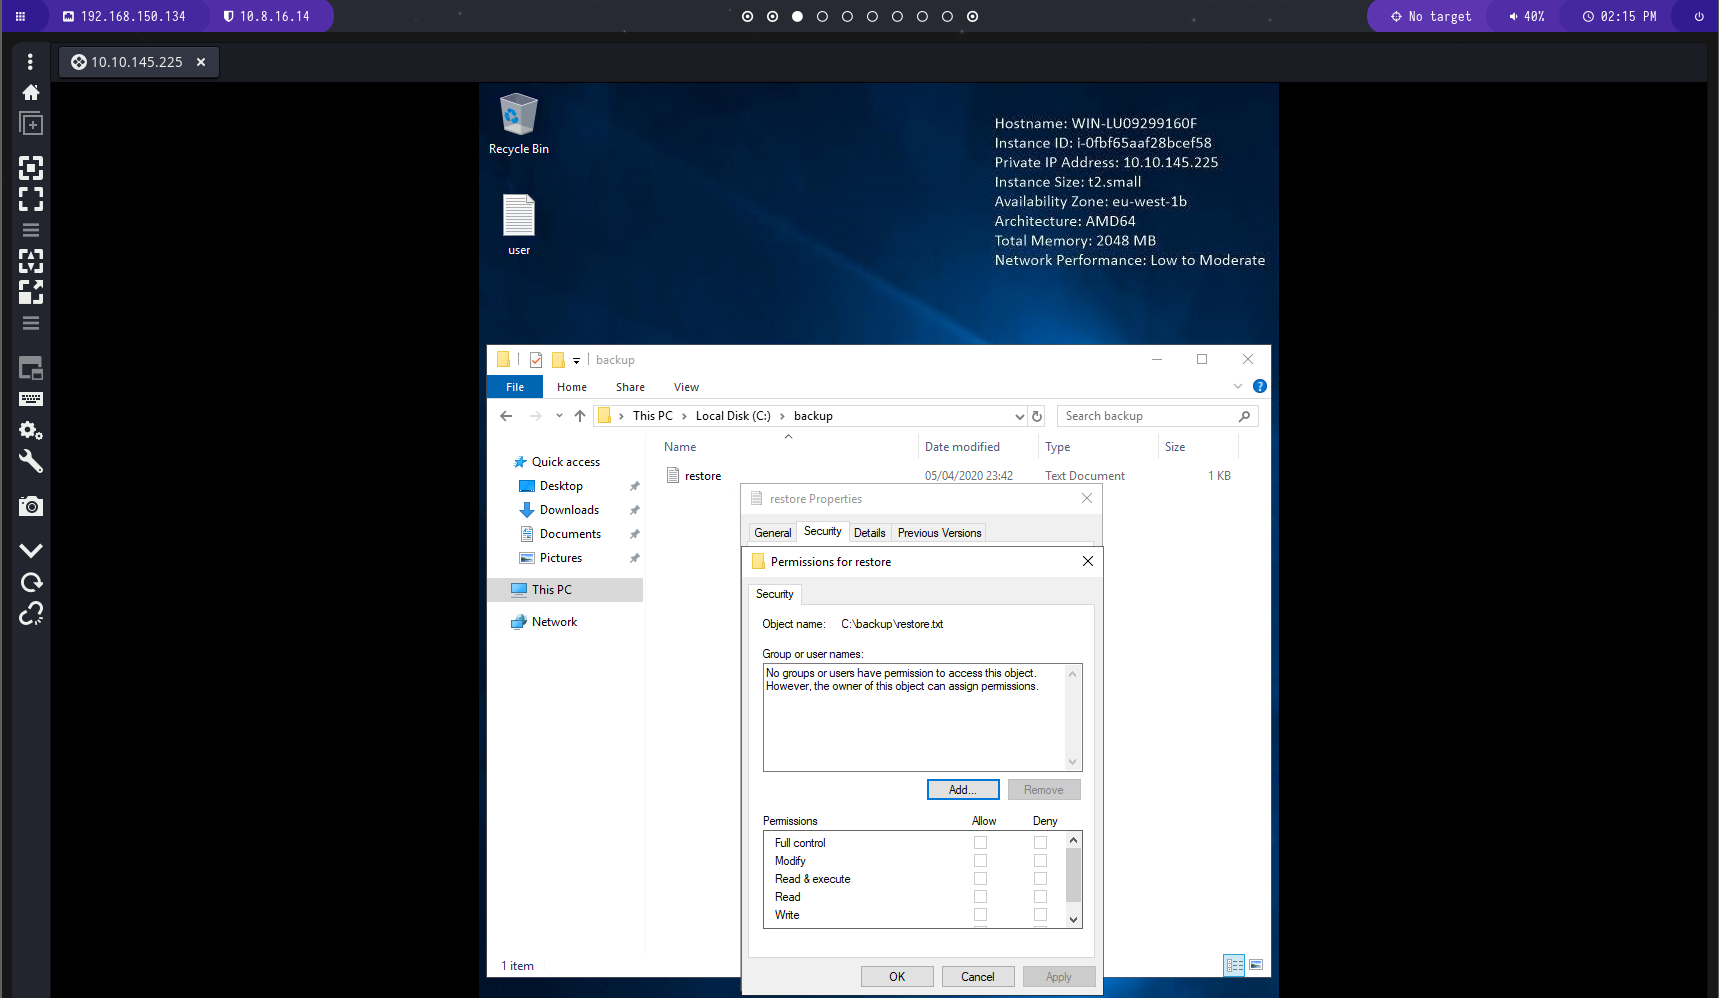 192.168.150.134
10.8.16.14
No target
40%
02:15 PM
10.10.145.225
Recycle Bin
user
Hostname: WIN-LU09299160F
Instance ID: i-0fbf65aaf28bcef58
Private IP Address: 10.10.145.225
Instance Size: t2.small
Availability Zone: eu-west-1b
Architecture: AMD64
Total Memory: 2048 MB
Network Performance: Low to Moderate
backup
File Home Share View
This PC Local Disk (C:) backup
Search backup
Name Date modified Type Size
restore 05/04/2020 23:42 Text Document 1 KB
Quick access
Desktop
Downloads
Documents
Pictures
This PC
Network
1 item
restore Properties
General Security Details Previous Versions
Permissions for restore
Security
Object name: C:\backup\restore.txt
Group or user names:
No groups or users have permission to access this object.
However, the owner of this object can assign permissions.
Add... Remove
Permissions Allow Deny
Full control
Modify
Read & execute
Read
Write
OK Cancel Apply